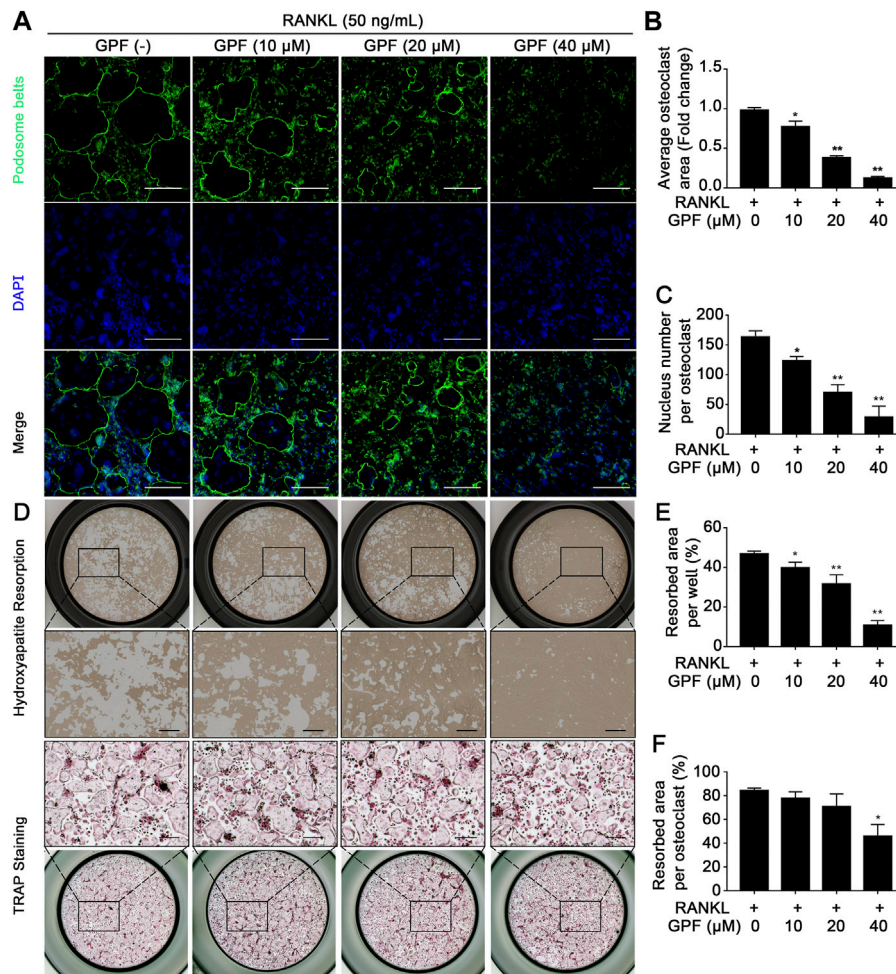 A
RANKL (50 ng/mL)
GPF (-) GPF (10 µM) GPF (20 µM) GPF (40 µM)
Podosome belts
DAPI
Merge
B
Average osteoclast
area (Fold change)
1.5
1.0
0.5
0.0
RANKL + + + +
GPF (µM) 0 10 20 40
* ** **
C
Nucleus number
per osteoclast
200
150
100
50
0
* ** **
RANKL + + + +
GPF (µM) 0 10 20 40
D
Hydroxyapatite Resorption
TRAP Staining
E
Resorbed area
per well (%)
60
40
20
0
* ** **
RANKL + + + +
GPF (µM) 0 10 20 40
F
Resorbed area
per osteoclast (%)
100
80
60
40
20
0
*
RANKL + + + +
GPF (µM) 0 10 20 40